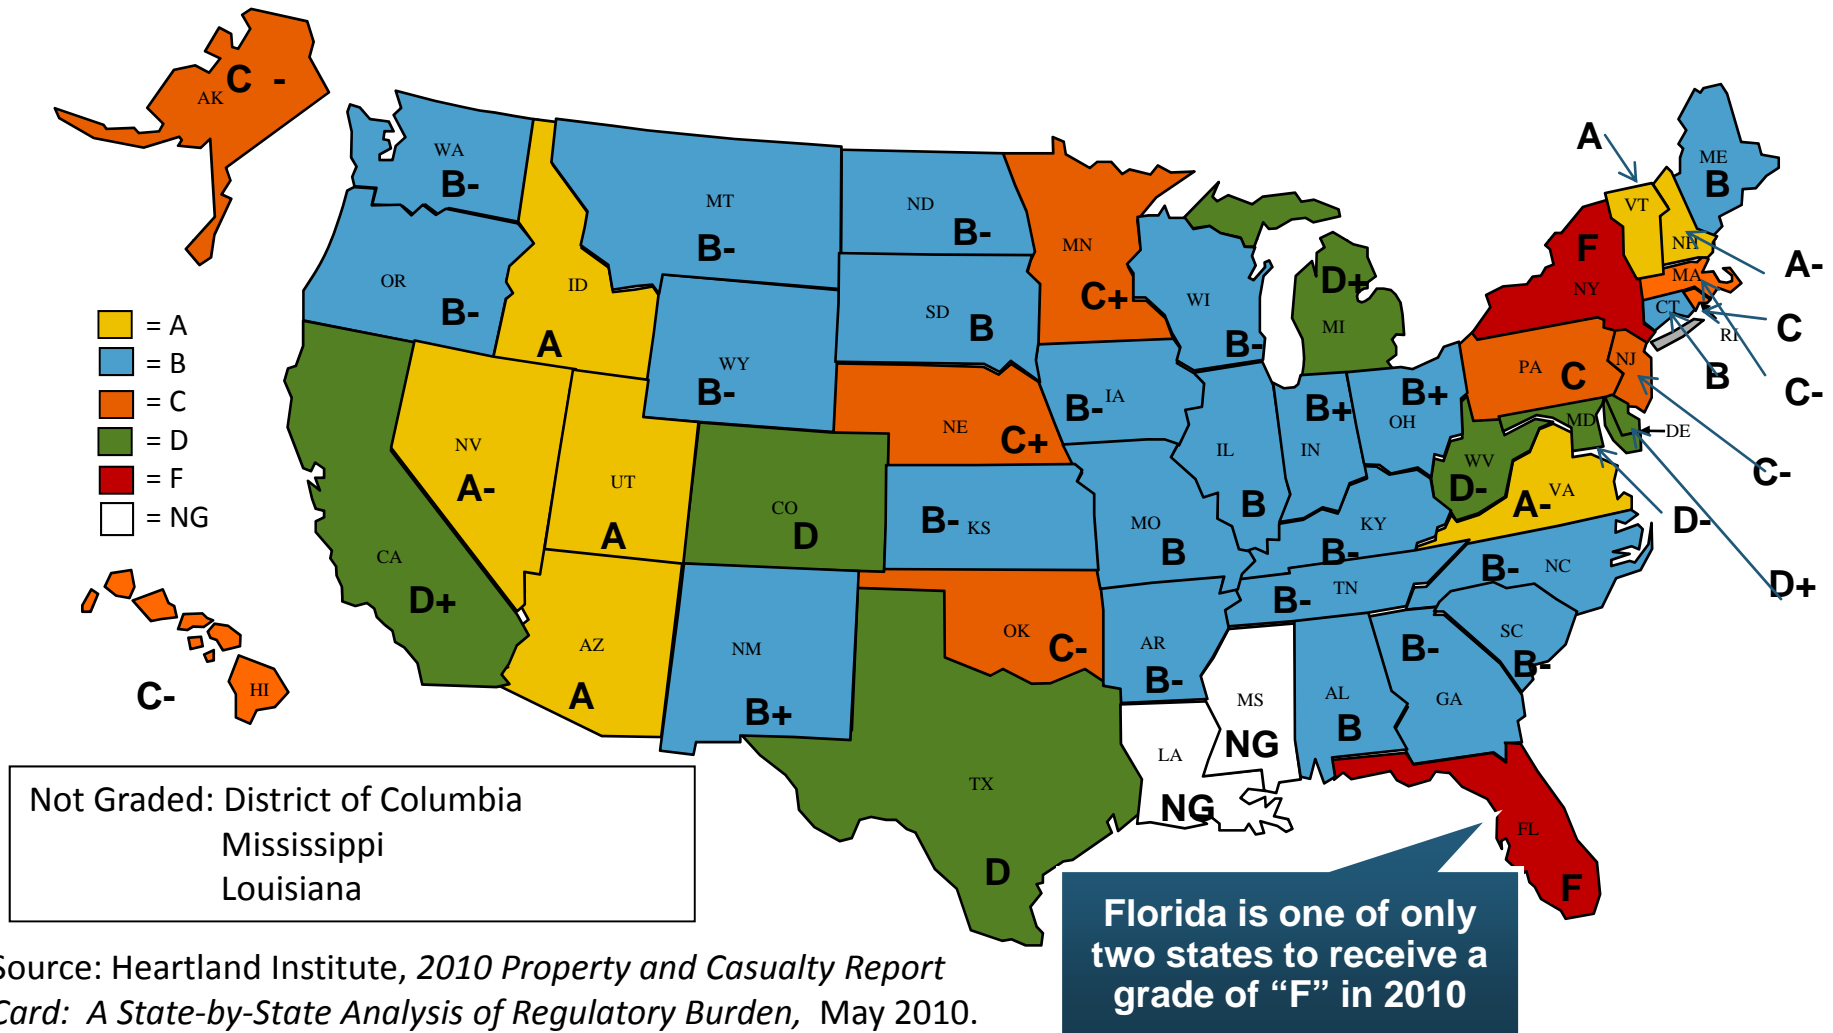 C -
AK
A
ME
B
WA
B-
MT
B-
ND
B-
MN
C+
VT
NH
A-
F
NY
MA
OR
B-
ID
A
SD
B
WI
B-
D+
MI
CT
RI
C
B
C-
= A
= B
= C
= D
= F
= NG
WY
B-
IA
B-
NE
C+
IL
B
IN
B+
OH
B+
PA
C
NJ
C-
MD
DE
D-
D+
WV
D-
VA
A-
NV
A-
UT
A
CO
D
B- KS
MO
B
KY
B-
CA
D+
TN
B-
NC
B-
AZ
A
NM
B+
OK
C-
AR
B-
SC
B-
GA
B-
AL
B
MS
NG
LA
NG
HI
C-
TX
D
FL
F
Not Graded: District of Columbia
Mississippi
Louisiana
Florida is one of only
two states to receive a
grade of “F” in 2010
Source: Heartland Institute, 2010 Property and Casualty Report
Card: A State-by-State Analysis of Regulatory Burden, May 2010.